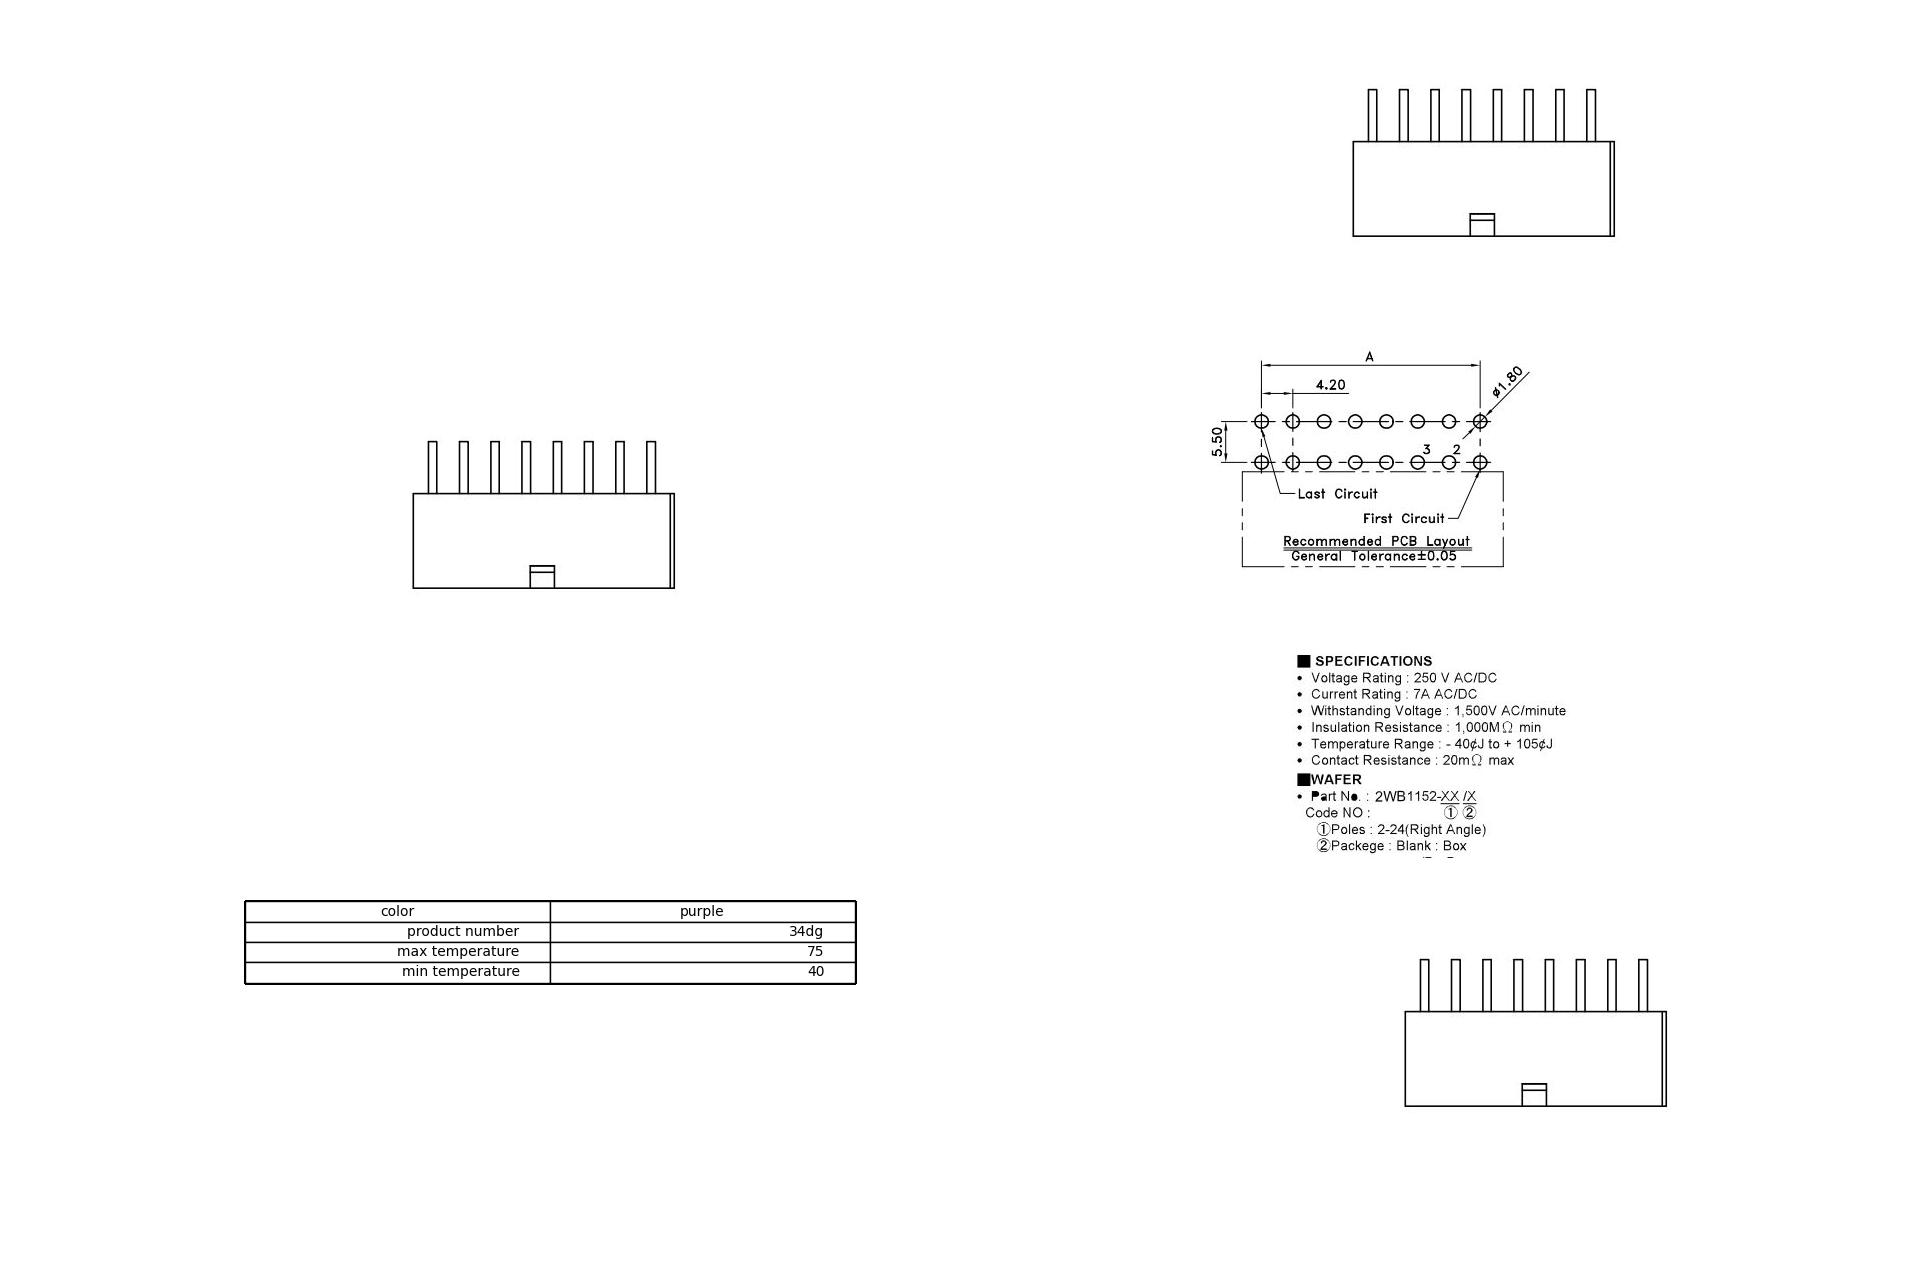 A
4.20
ø1.80
5.50
3 2
Last Circuit
First Circuit
Recommended PCB Layout
General Tolerance±0.05
■ SPECIFICATIONS
• Voltage Rating : 250 V AC/DC
• Current Rating : 7A AC/DC
• Withstanding Voltage : 1,500V AC/minute
• Insulation Resistance : 1,000MΩ min
• Temperature Range : - 40¢J to + 105¢J
• Contact Resistance : 20mΩ max
■WAFER
• Part No. : 2WB1152-XX /X
Code NO : ① ②
①Poles : 2-24(Right Angle)
②Packege : Blank : Box
color purple
product number 34dg
max temperature 75
min temperature 40